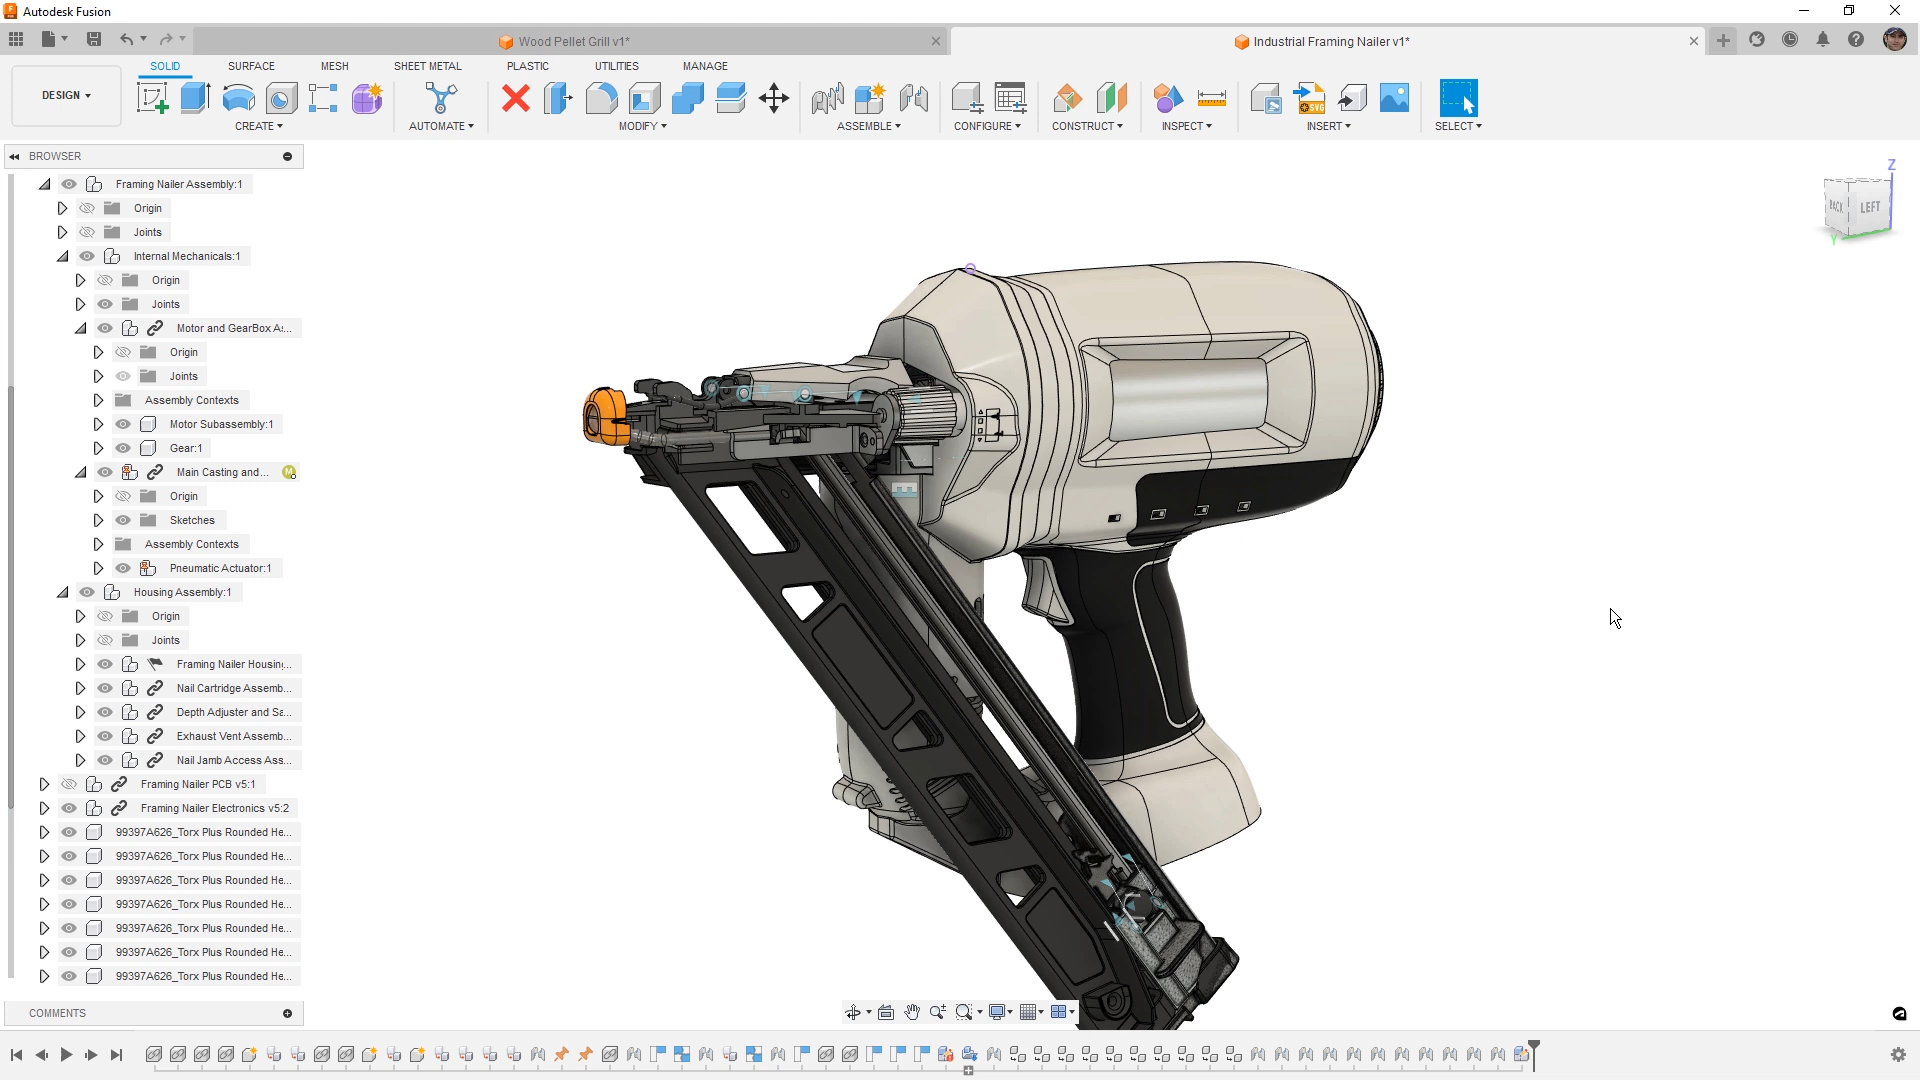 Autodesk Fusion
Wood Pellet Grill v1*
Industrial Framing Nailer v1*
DESIGN
SOLID
SURFACE
MESH
SHEET METAL
PLASTIC
UTILITIES
MANAGE
CREATE
AUTOMATE
MODIFY
ASSEMBLE
CONFIGURE
CONSTRUCT
INSPECT
INSERT
SELECT
SVG
BROWSER
Framing Nailer Assembly:1
Origin
Joints
Internal Mechanicals:1
Origin
Joints
Motor and GearBox As...
Origin
Joints
Assembly Contexts
Motor Subassembly:1
Gear:1
Main Casting and...
Origin
Sketches
Assembly Contexts
Pneumatic Actuator:1
Housing Assembly:1
Origin
Joints
Framing Nailer Housing...
Nail Cartridge Assemb...
Depth Adjuster and Sa...
Exhaust Vent Assemb...
Nail Jamb Access Ass...
Framing Nailer PCB v5:1
Framing Nailer Electronics v5:2
99397A626_Torx Plus Rounded He...
99397A626_Torx Plus Rounded He...
99397A626_Torx Plus Rounded He...
99397A626_Torx Plus Rounded He...
99397A626_Torx Plus Rounded He...
99397A626_Torx Plus Rounded He...
99397A626_Torx Plus Rounded He...
COMMENTS
Z
BACK
LEFT
Y